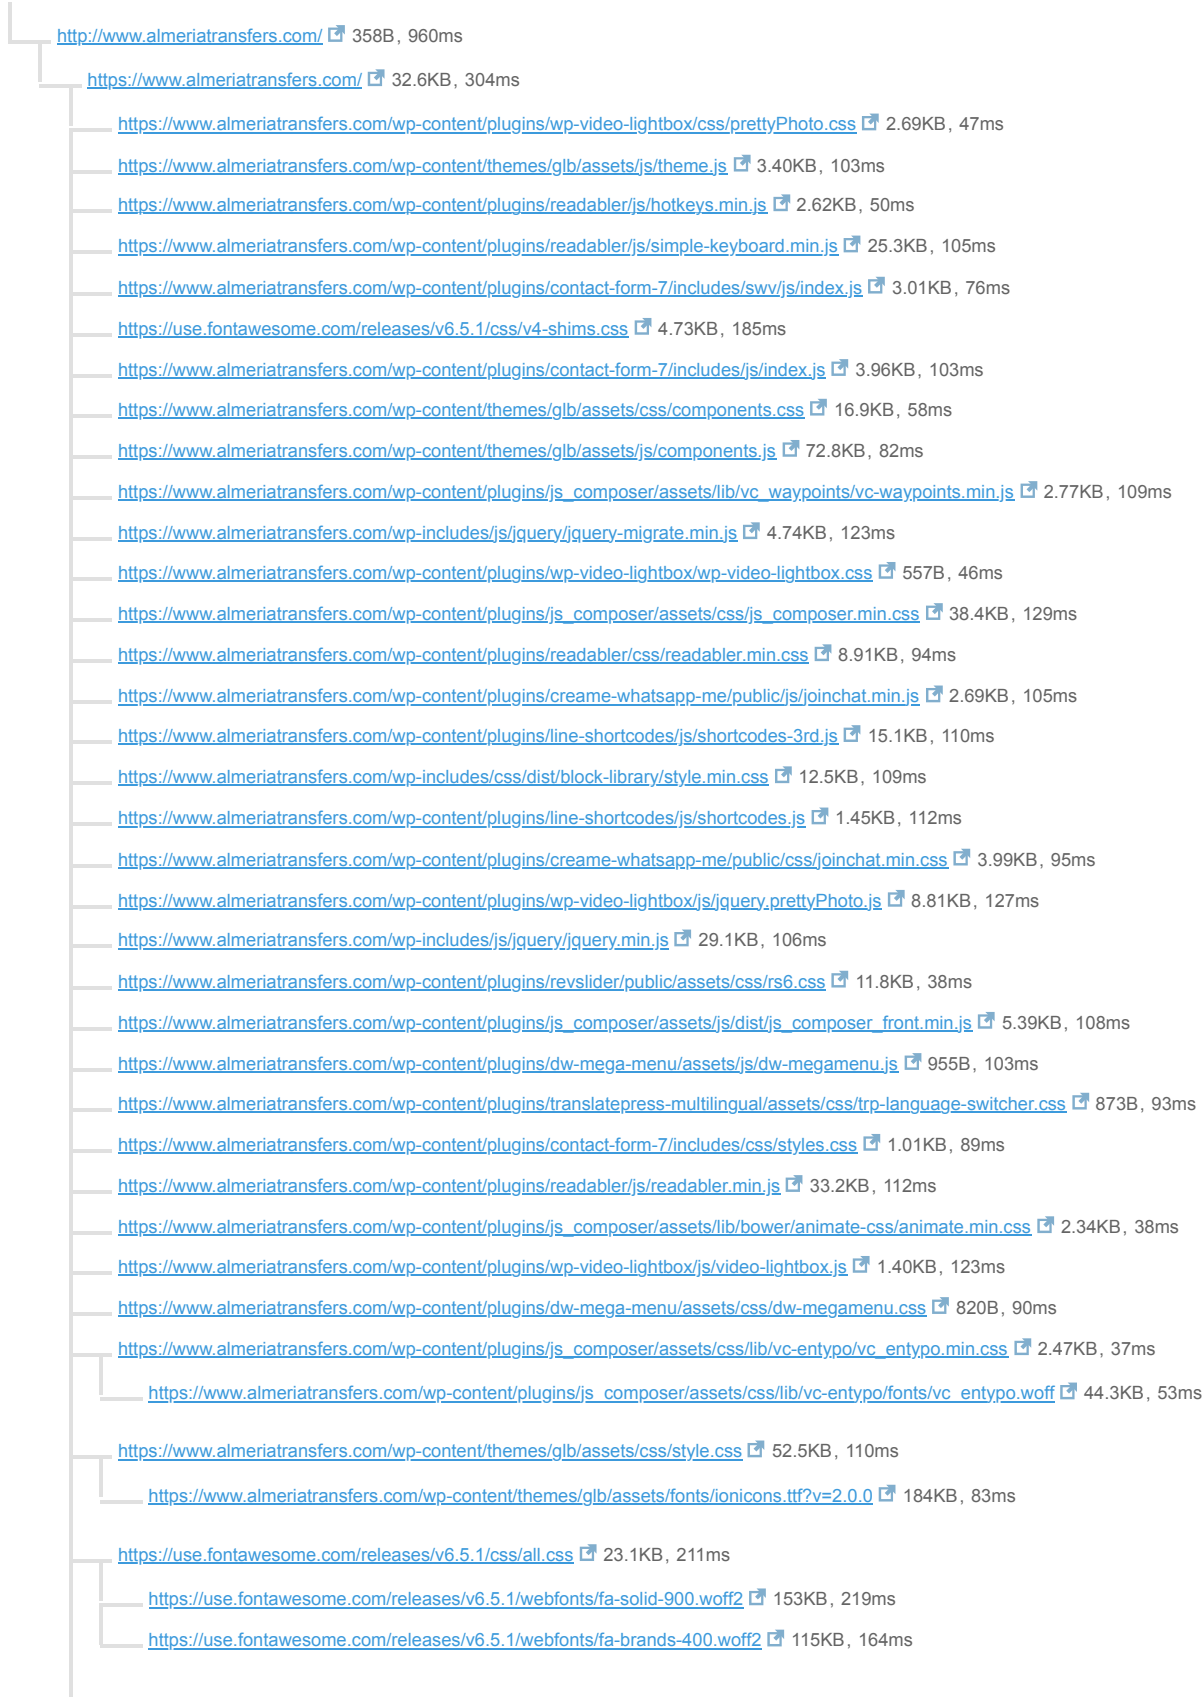 http://www.almeriatransfers.com/ 358B, 960ms
https://www.almeriatransfers.com/ 32.6KB, 304ms
https://www.almeriatransfers.com/wp-content/plugins/wp-video-lightbox/css/prettyPhoto.css 2.69KB, 47ms
https://www.almeriatransfers.com/wp-content/themes/glb/assets/js/theme.js 3.40KB, 103ms
https://www.almeriatransfers.com/wp-content/plugins/readabler/js/hotkeys.min.js 2.62KB, 50ms
https://www.almeriatransfers.com/wp-content/plugins/readabler/js/simple-keyboard.min.js 25.3KB, 105ms
https://www.almeriatransfers.com/wp-content/plugins/contact-form-7/includes/swv/js/index.js 3.01KB, 76ms
https://use.fontawesome.com/releases/v6.5.1/css/v4-shims.css 4.73KB, 185ms
https://www.almeriatransfers.com/wp-content/plugins/contact-form-7/includes/js/index.js 3.96KB, 103ms
https://www.almeriatransfers.com/wp-content/themes/glb/assets/css/components.css 16.9KB, 58ms
https://www.almeriatransfers.com/wp-content/themes/glb/assets/js/components.js 72.8KB, 82ms
https://www.almeriatransfers.com/wp-content/plugins/js_composer/assets/lib/vc_waypoints/vc-waypoints.min.js 2.77KB, 109ms
https://www.almeriatransfers.com/wp-includes/js/jquery/jquery-migrate.min.js 4.74KB, 123ms
https://www.almeriatransfers.com/wp-content/plugins/wp-video-lightbox/wp-video-lightbox.css 557B, 46ms
https://www.almeriatransfers.com/wp-content/plugins/js_composer/assets/css/js_composer.min.css 38.4KB, 129ms
https://www.almeriatransfers.com/wp-content/plugins/readabler/css/readabler.min.css 8.91KB, 94ms
https://www.almeriatransfers.com/wp-content/plugins/creame-whatsapp-me/public/js/joinchat.min.js 2.69KB, 105ms
https://www.almeriatransfers.com/wp-content/plugins/line-shortcodes/js/shortcodes-3rd.js 15.1KB, 110ms
https://www.almeriatransfers.com/wp-includes/css/dist/block-library/style.min.css 12.5KB, 109ms
https://www.almeriatransfers.com/wp-content/plugins/line-shortcodes/js/shortcodes.js 1.45KB, 112ms
https://www.almeriatransfers.com/wp-content/plugins/creame-whatsapp-me/public/css/joinchat.min.css 3.99KB, 95ms
https://www.almeriatransfers.com/wp-content/plugins/wp-video-lightbox/js/jquery.prettyPhoto.js 8.81KB, 127ms
https://www.almeriatransfers.com/wp-includes/js/jquery/jquery.min.js 29.1KB, 106ms
https://www.almeriatransfers.com/wp-content/plugins/revslider/public/assets/css/rs6.css 11.8KB, 38ms
https://www.almeriatransfers.com/wp-content/plugins/js_composer/assets/js/dist/js_composer_front.min.js 5.39KB, 108ms
https://www.almeriatransfers.com/wp-content/plugins/dw-mega-menu/assets/js/dw-megamenu.js 955B, 103ms
https://www.almeriatransfers.com/wp-content/plugins/translatepress-multilingual/assets/css/trp-language-switcher.css 873B, 93ms
https://www.almeriatransfers.com/wp-content/plugins/contact-form-7/includes/css/styles.css 1.01KB, 89ms
https://www.almeriatransfers.com/wp-content/plugins/readabler/js/readabler.min.js 33.2KB, 112ms
https://www.almeriatransfers.com/wp-content/plugins/js_composer/assets/lib/bower/animate-css/animate.min.css 2.34KB, 38ms
https://www.almeriatransfers.com/wp-content/plugins/wp-video-lightbox/js/video-lightbox.js 1.40KB, 123ms
https://www.almeriatransfers.com/wp-content/plugins/dw-mega-menu/assets/css/dw-megamenu.css 820B, 90ms
https://www.almeriatransfers.com/wp-content/plugins/js_composer/assets/css/lib/vc-entypo/vc_entypo.min.css 2.47KB, 37ms
https://www.almeriatransfers.com/wp-content/plugins/js_composer/assets/css/lib/vc-entypo/fonts/vc_entypo.woff 44.3KB, 53ms
https://www.almeriatransfers.com/wp-content/themes/glb/assets/css/style.css 52.5KB, 110ms
https://www.almeriatransfers.com/wp-content/themes/glb/assets/fonts/ionicons.ttf?v=2.0.0 184KB, 83ms
https://use.fontawesome.com/releases/v6.5.1/css/all.css 23.1KB, 211ms
https://use.fontawesome.com/releases/v6.5.1/webfonts/fa-solid-900.woff2 153KB, 219ms
https://use.fontawesome.com/releases/v6.5.1/webfonts/fa-brands-400.woff2 115KB, 164ms